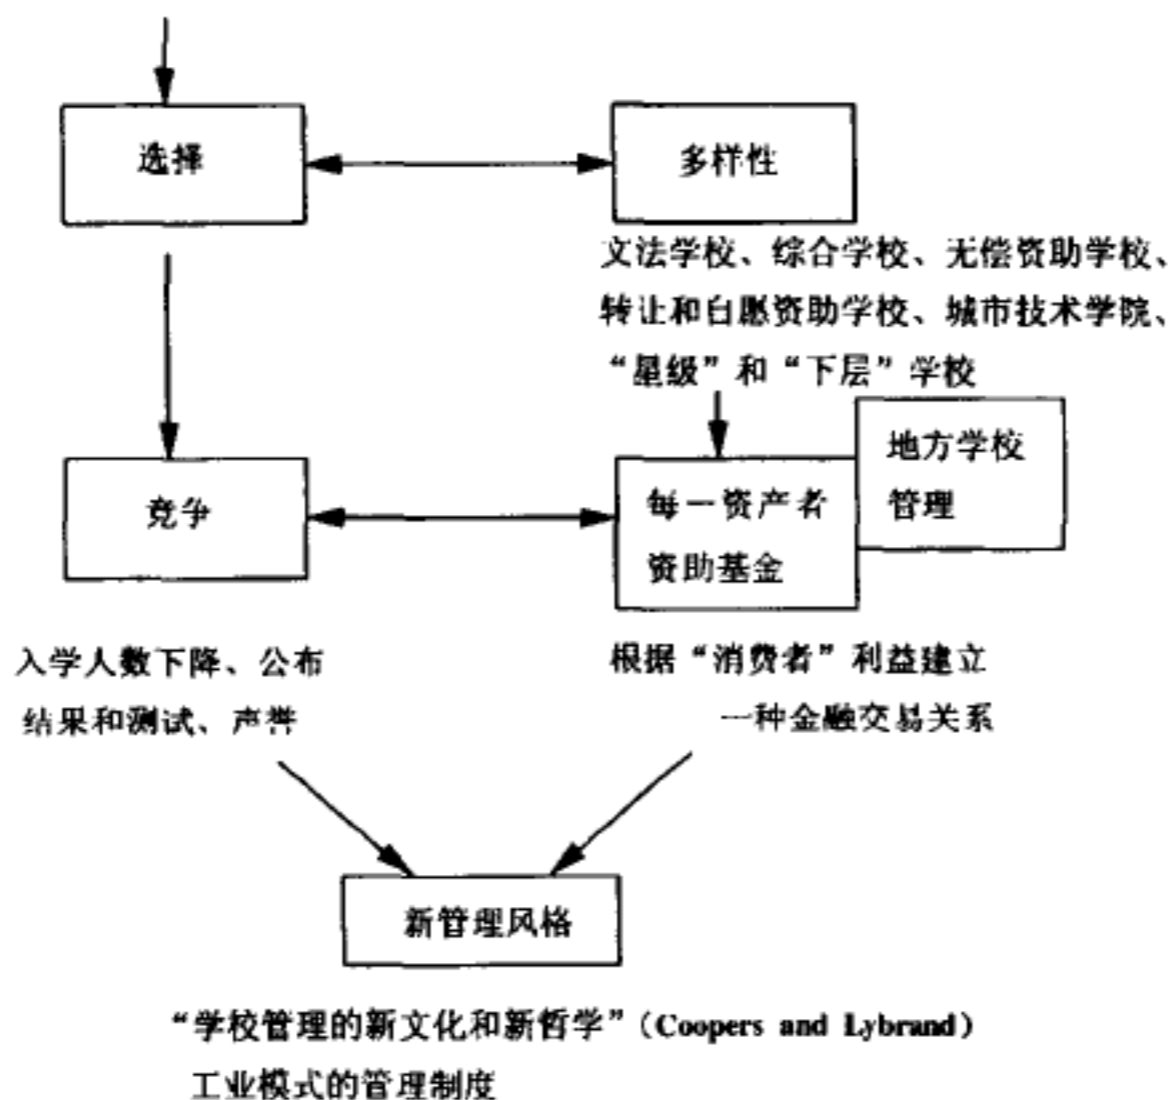 选择
多样性
文法学校、综合学校、无偿资助学校、
转让和自愿资助学校、城市技术学院、
“星级”和“下层”学校
地方学校
管理
竞争
每一资产者
资助基金
入学人数下降、公布
结果和测试、声誉
根据“消费者”利益建立
一种金融交易关系
新管理风格
“学校管理的新文化和新哲学”(Coopers and Lybrand)
工业模式的管理制度